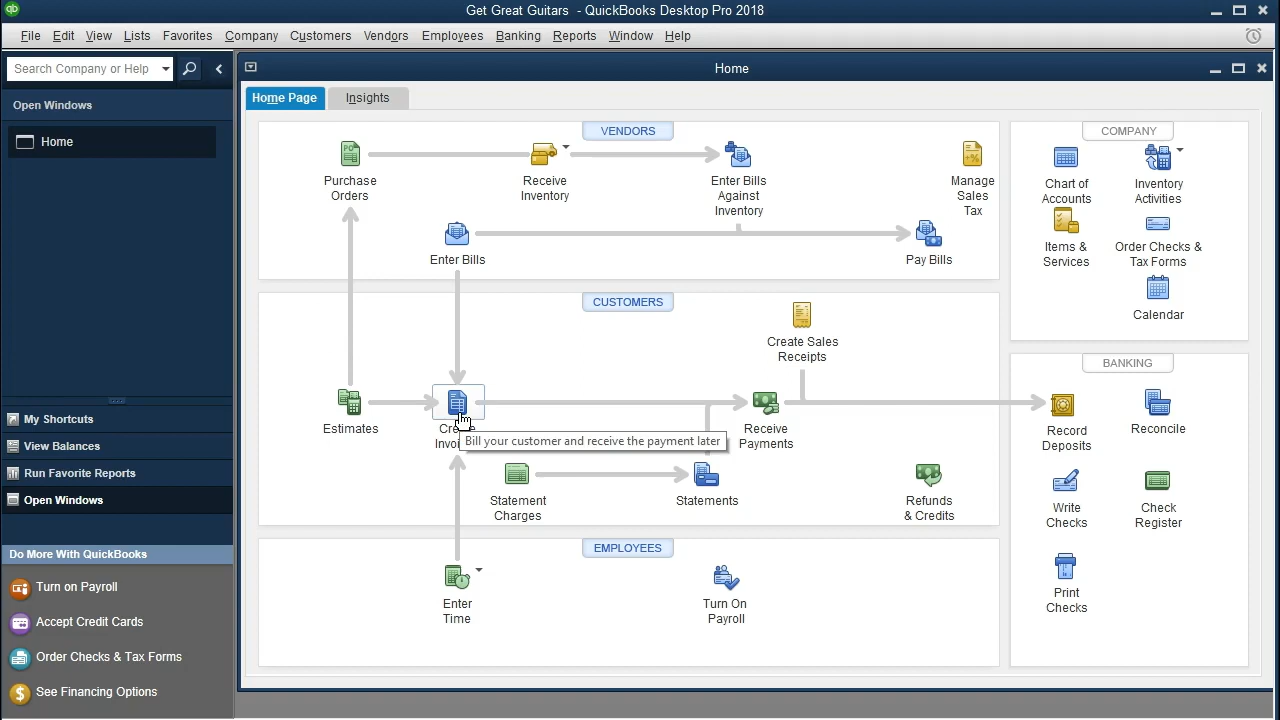 Get Great Guitars - QuickBooks Desktop Pro 2018
File Edit View Lists Favorites Company Customers Vendors Employees Banking Reports Window Help
Search Company or Help
Open Windows
Home
My Shortcuts
View Balances
Run Favorite Reports
Open Windows
Do More With QuickBooks
Turn on Payroll
Accept Credit Cards
Order Checks & Tax Forms
See Financing Options
Home
Home Page
Insights
VENDORS
Purchase
Orders
Receive
Inventory
Enter Bills
Against
Inventory
Manage
Sales
Tax
Enter Bills
Pay Bills
CUSTOMERS
Create Sales
Receipts
Estimates
Bill your customer and receive the payment later
Receive
Payments
Statement
Charges
Statements
Refunds
& Credits
EMPLOYEES
Enter
Time
Turn On
Payroll
COMPANY
Chart of
Accounts
Inventory
Activities
Items &
Services
Order Checks &
Tax Forms
Calendar
BANKING
Record
Deposits
Reconcile
Write
Checks
Check
Register
Print
Checks